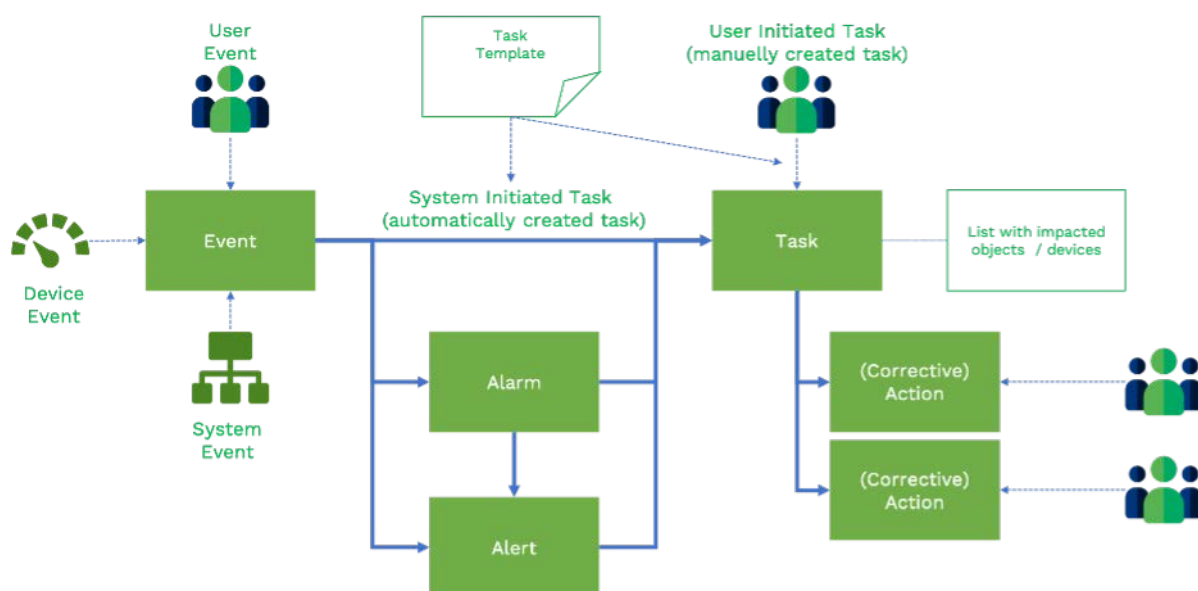 User
Event
Task
Template
User Initiated Task
(manuelly created task)
System Initiated Task
(automatically created task)
Event
Task
List with impacted
objects / devices
Device
Event
Alarm
(Corrective)
Action
System
Event
(Corrective)
Action
Alert